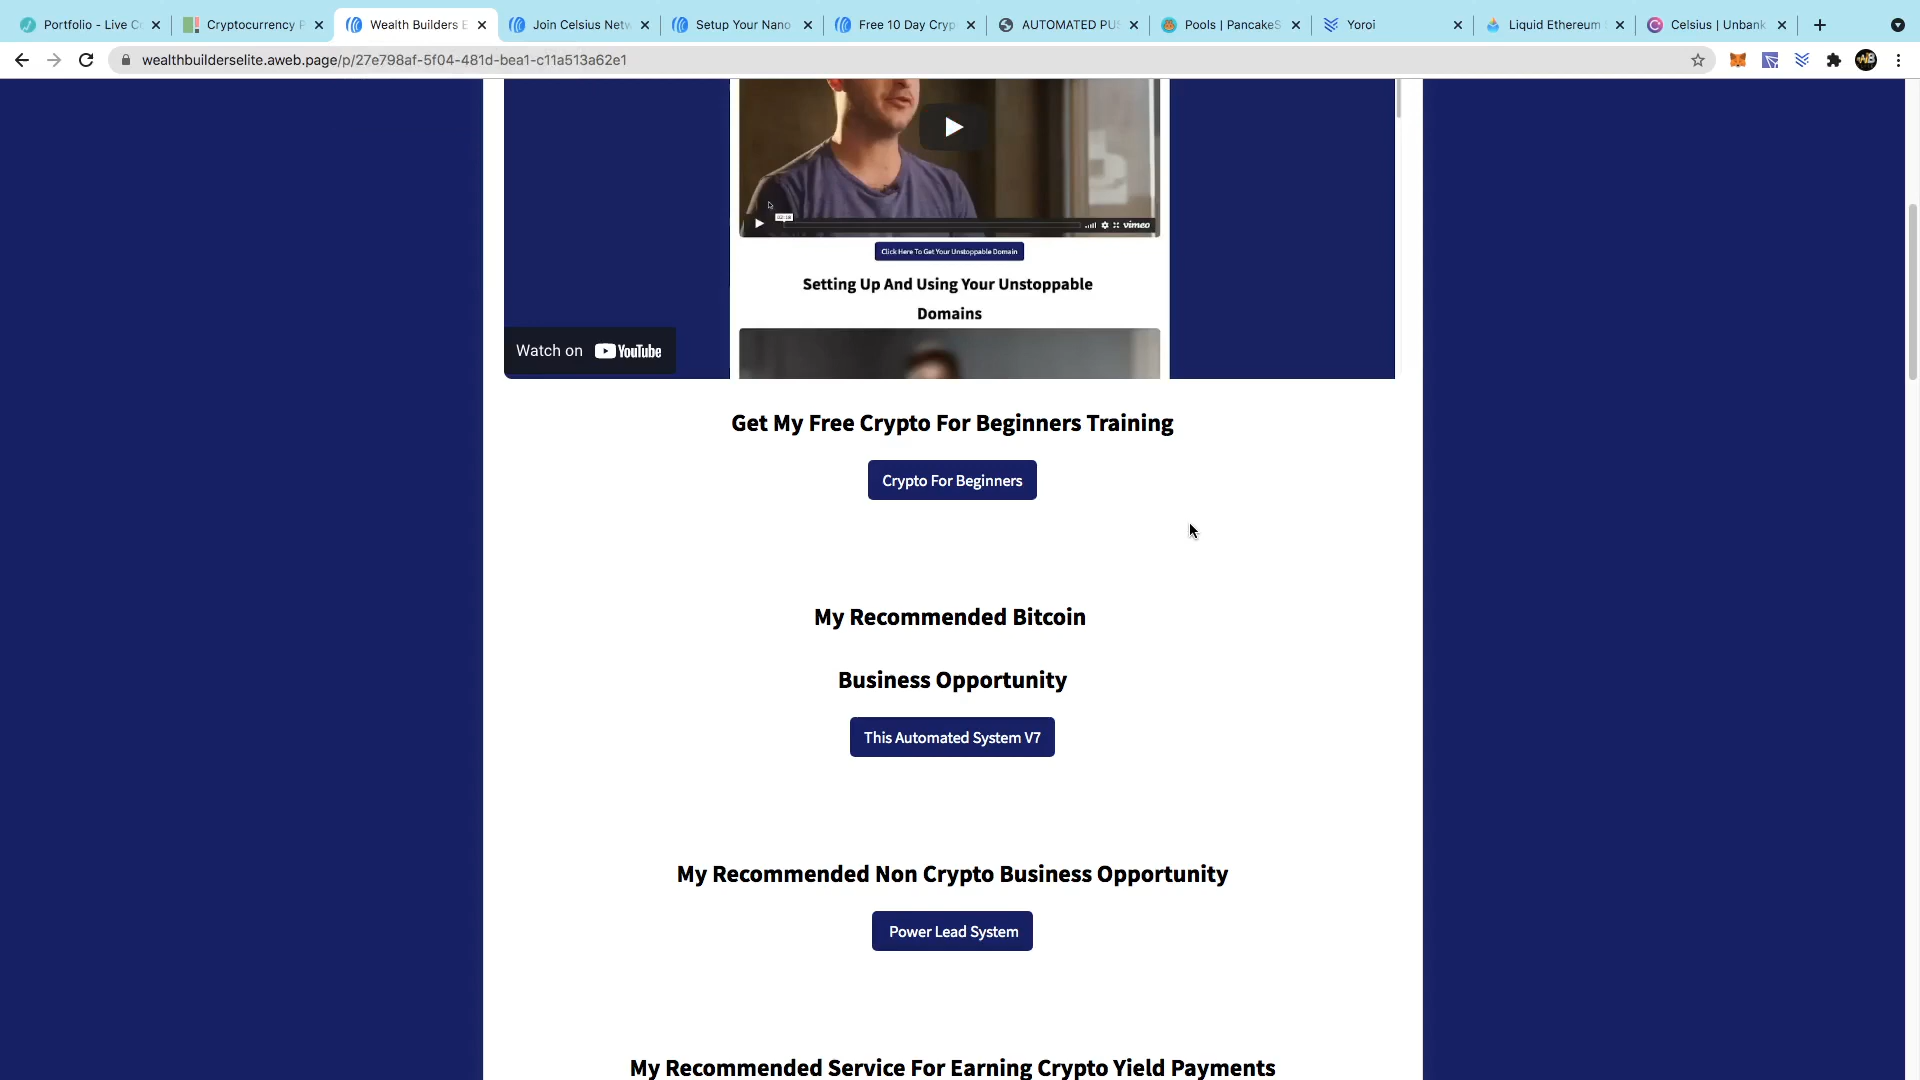 Portfolio - Live C
Cryptocurrency P
Wealth Builders E
Join Celsius Netw
Setup Your Nano
Free 10 Day Cryp
AUTOMATED PUS
Pools | PancakeS
Yoroi
Liquid Ethereum
Celsius | Unbank
wealthbuilderselite.aweb.page/p/27e798af-5f04-481d-bea1-c11a513a62e1
02:18
vimeo
Click Here To Get Your Unstoppable Domain
Setting Up And Using Your Unstoppable
Domains
Watch on YouTube
Get My Free Crypto For Beginners Training
Crypto For Beginners
My Recommended Bitcoin
Business Opportunity
This Automated System V7
My Recommended Non Crypto Business Opportunity
Power Lead System
My Recommended Service For Earning Crypto Yield Payments